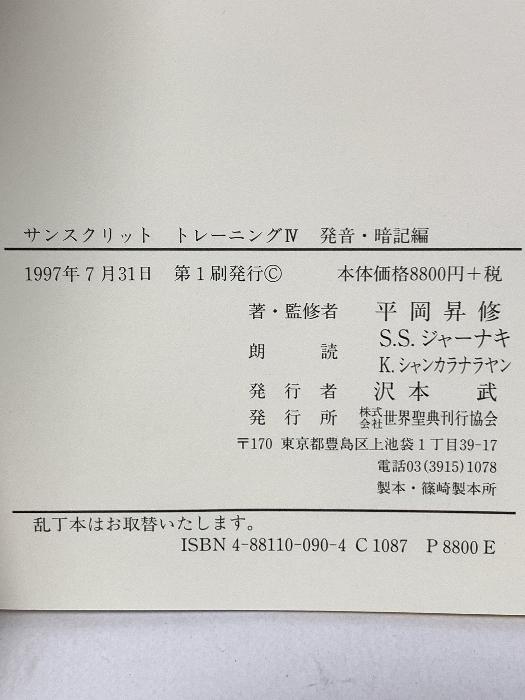 サンスクリット トレーニングⅣ 発音・暗記編
1997年7月31日 第1刷発行© 本体価格8800円＋税
著・監修者 平岡昇修
朗読 S.S.ジャーナキ
K.シャンカラナラヤン
発行者 沢本武
発行所 株式会社世界聖典刊行協会
〒170 東京都豊島区上池袋1丁目39-17
電話03(3915)1078
製本・篠崎製本所
乱丁本はお取替いたします。
ISBN 4-88110-090-4 C1087 P8800E